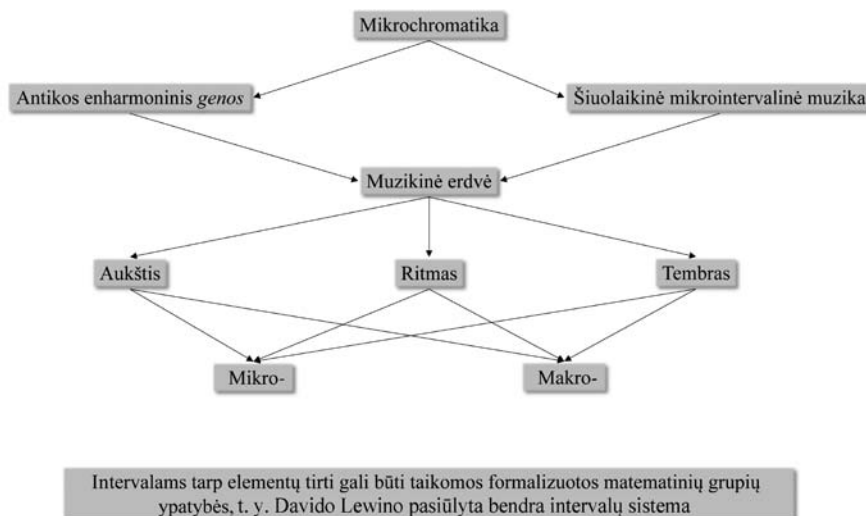 Mikrochromatika
Antikos enharmoninis genos
Šiuolaikinė mikrointervalinė muzika
Muzikinė erdvė
Aukštis
Ritmas
Tembras
Mikro-
Makro-
Intervalams tarp elementų tirti gali būti taikomos formalizuotos matematinių grupių
ypatybės, t. y. Davido Lewino pasiūlyta bendra intervalų sistema